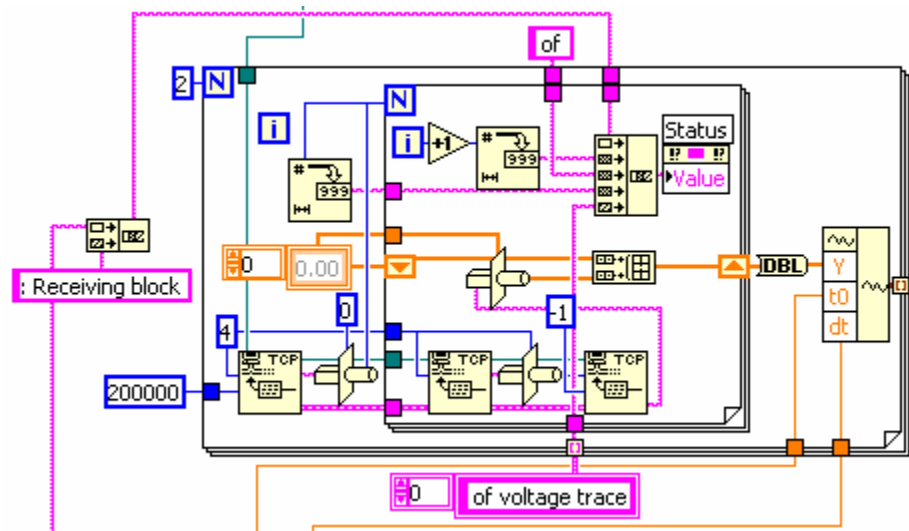 of
2
N
N
i
i
+1
Status
#
999
#
999
!? !?
Value
: Receiving block
0
0.00
DBL
Y
t0
dt
0
-1
4
TCP
TCP
TCP
200000
0
of voltage trace